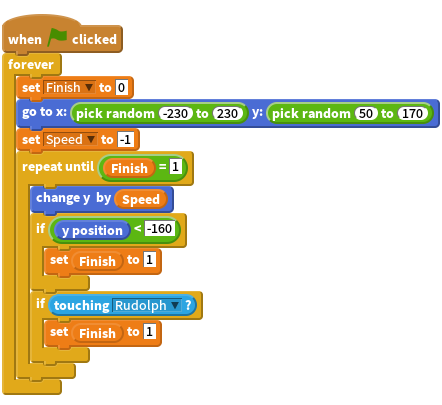 when clicked
forever
set Finish to 0
go to x: pick random -230 to 230 y: pick random 50 to 170
set Speed to -1
repeat until Finish = 1
change y by Speed
if y position < -160
set Finish to 1
if touching Rudolph ?
set Finish to 1